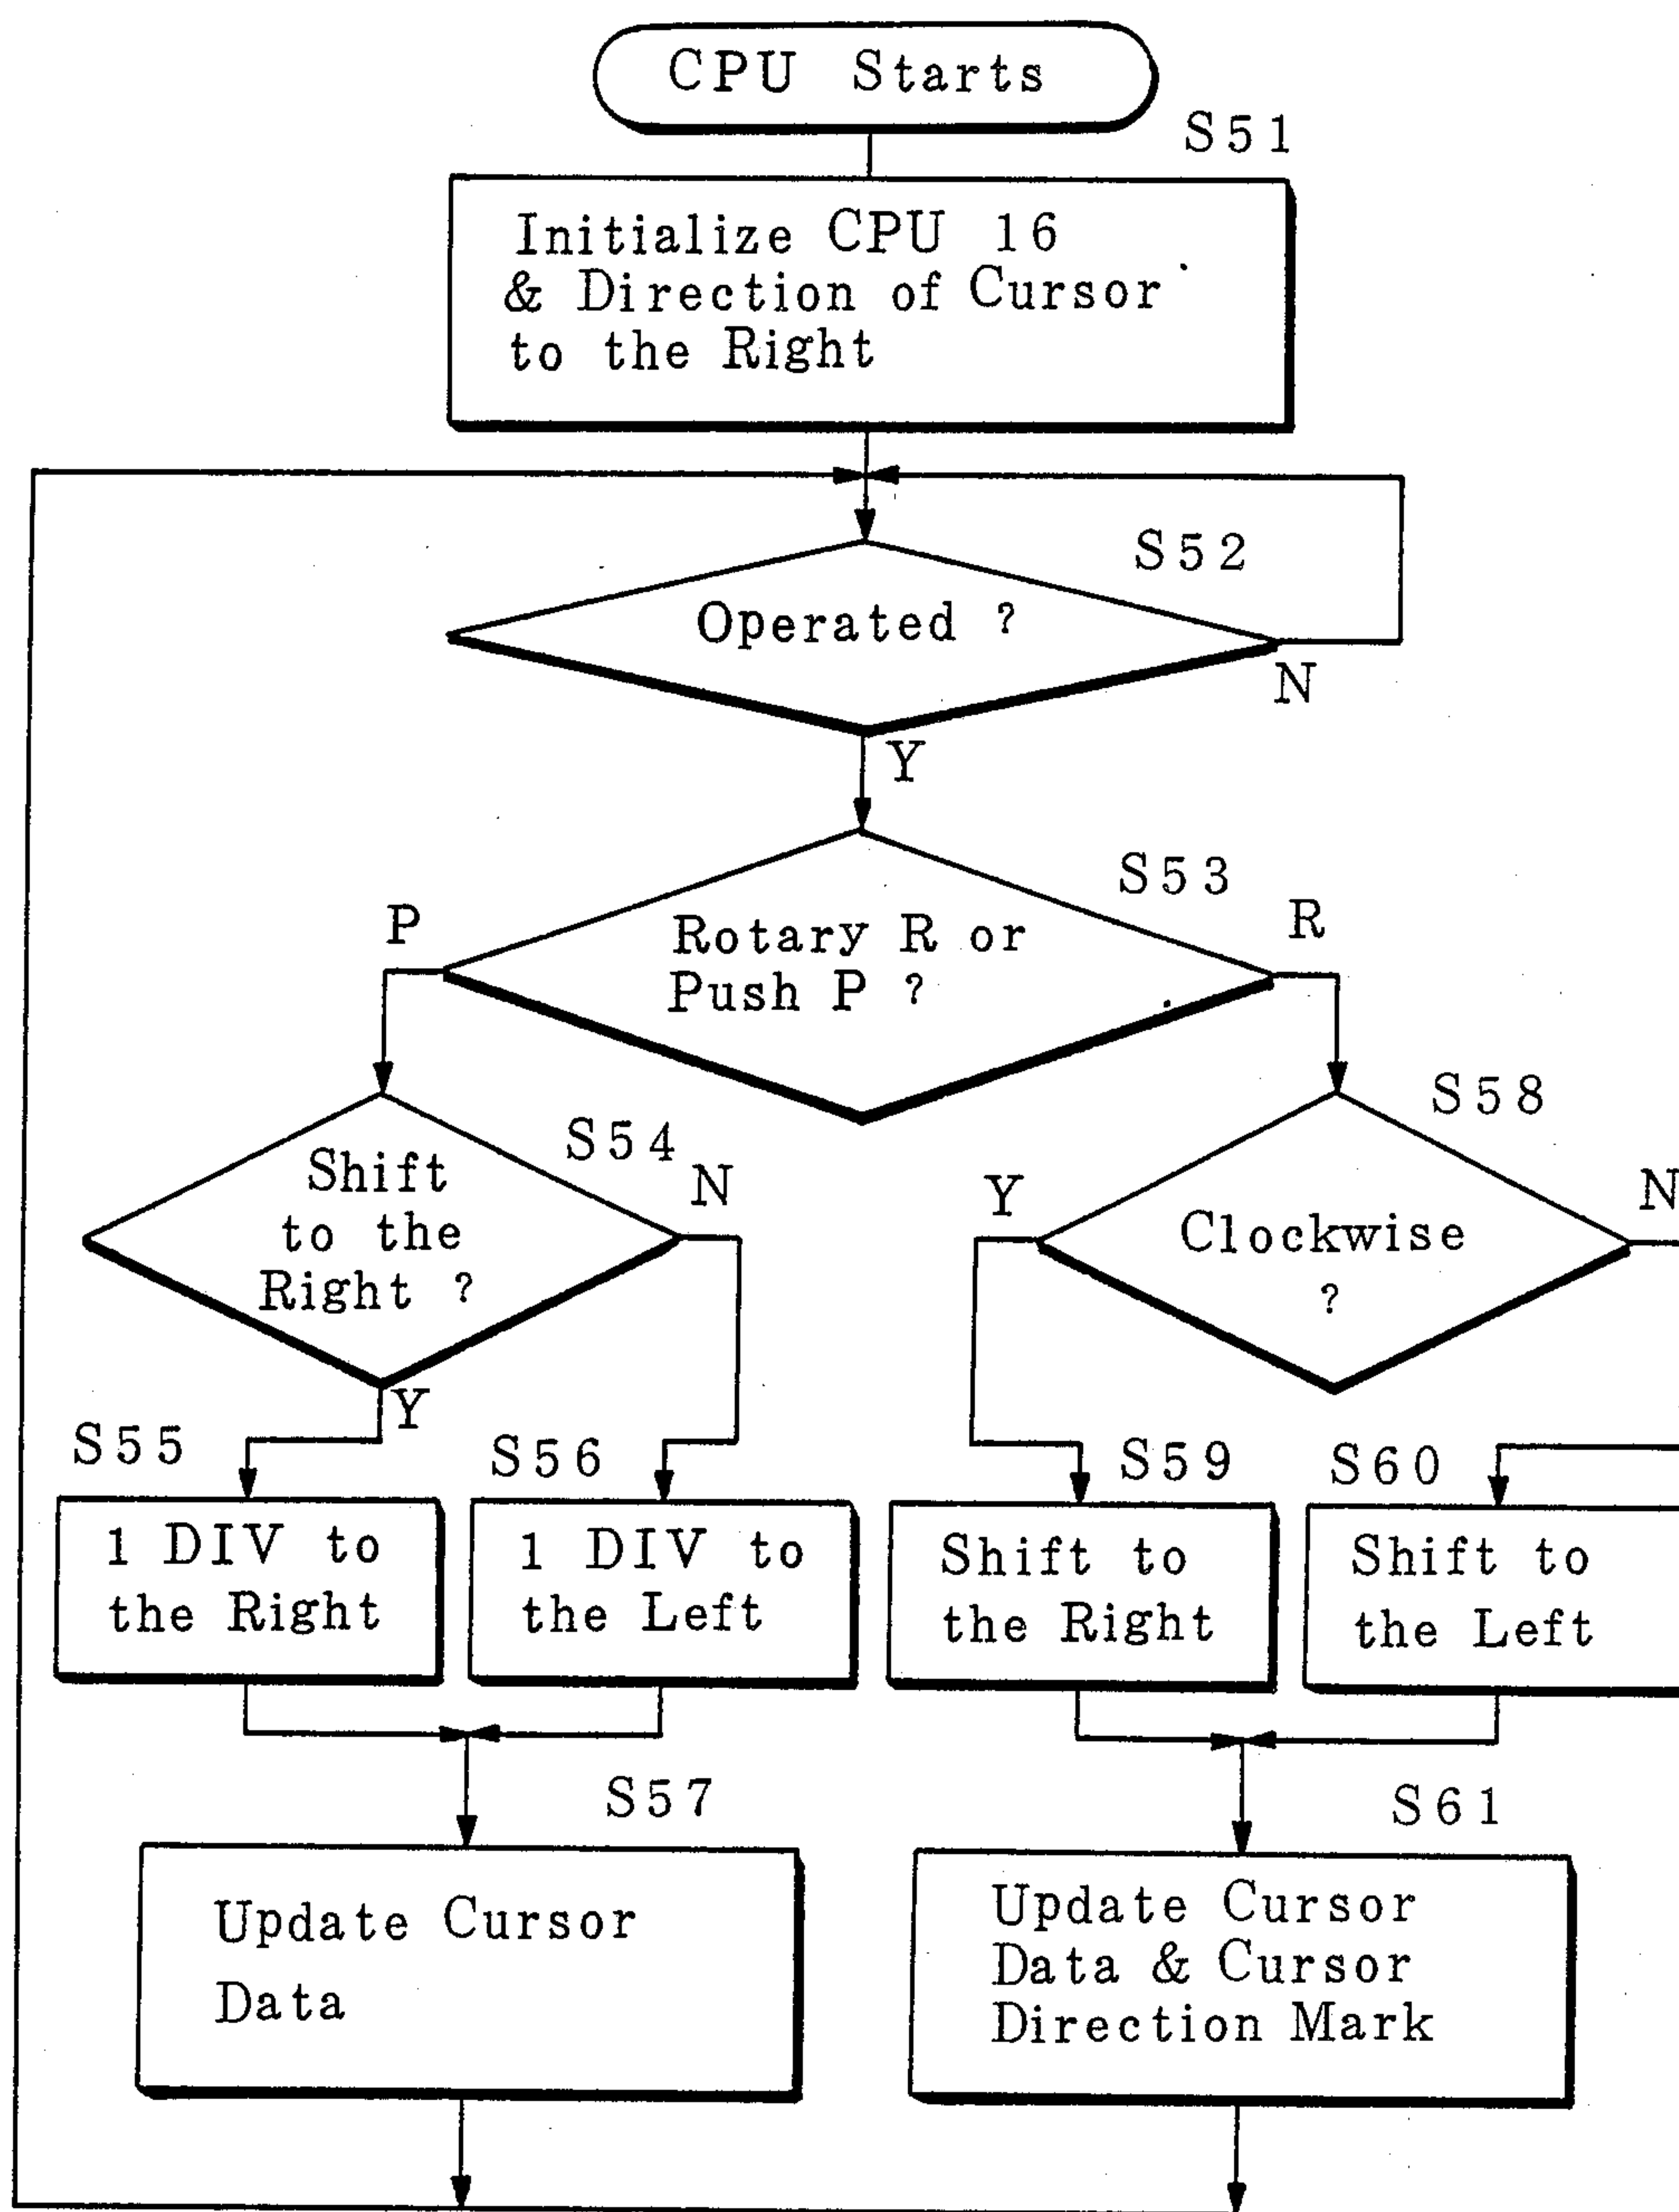 CPU Starts
S51
Initialize CPU 16
& Direction of Cursor
to the Right
S52
Operated ?
N
Y
S53
P
R
Rotary R or
Push P ?
S54
N
Shift
to the
Right ?
Y
S58
Y
N
Clockwise
?
S55
S56
S59
S60
1 DIV to
the Right
1 DIV to
the Left
Shift to
the Right
Shift to
the Left
S57
S61
Update Cursor
Data
Update Cursor
Data & Cursor
Direction Mark